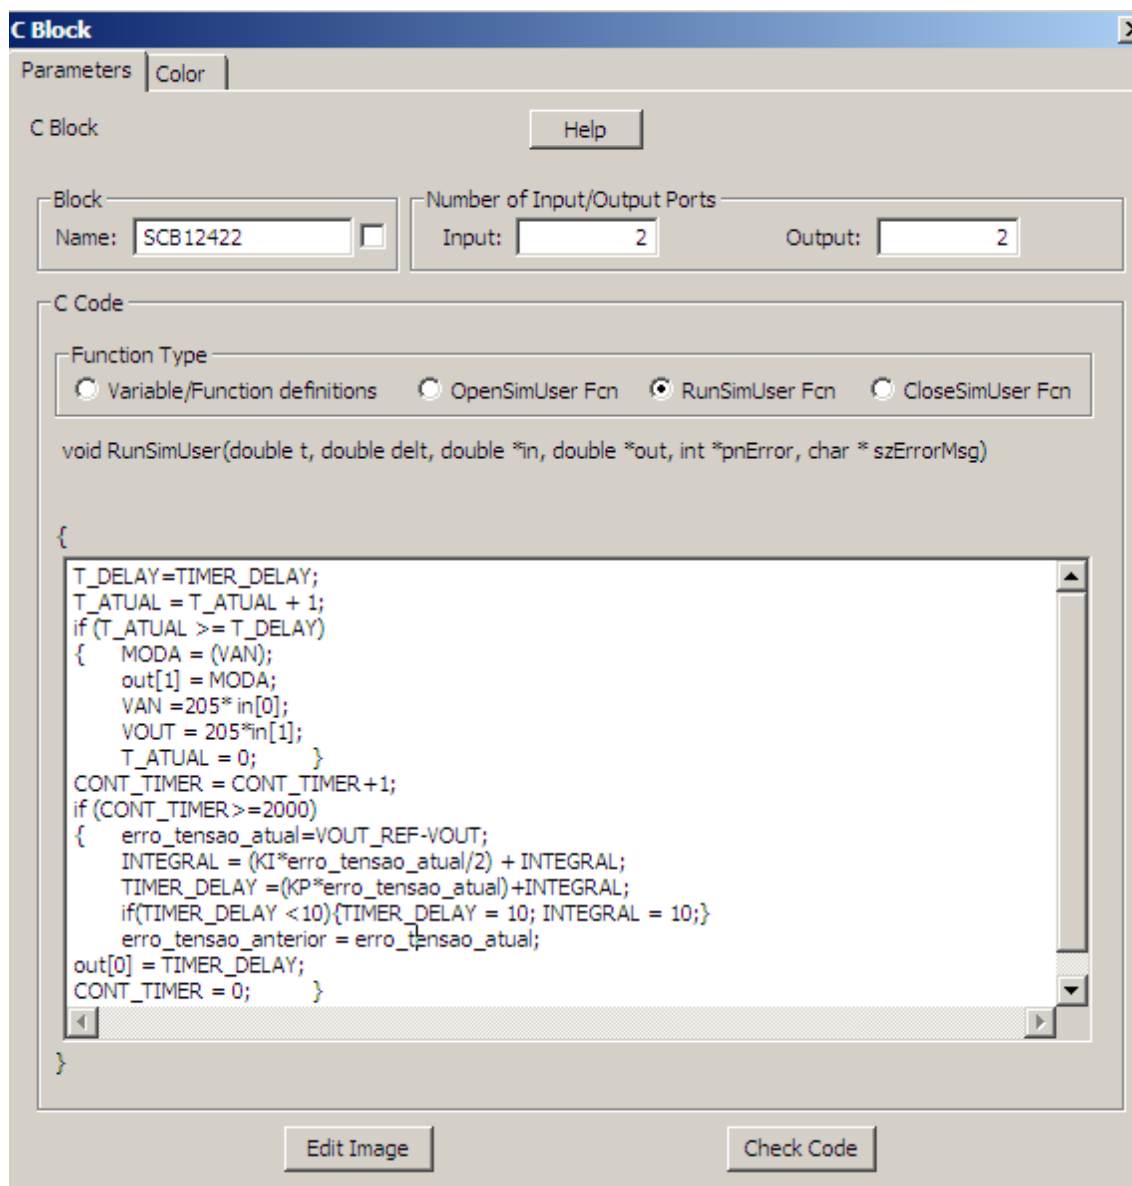 C Block
Parameters Color
C Block Help
Block Number of Input/Output Ports
Name: SCB12422 Input: 2 Output: 2
C Code
Function Type
Variable/Function definitions OpenSimUser Fcn RunSimUser Fcn CloseSimUser Fcn
void RunSimUser(double t, double delt, double *in, double *out, int *pnError, char * szErrorMsg)
{
T_DELAY=TIMER_DELAY;
T_ATUAL = T_ATUAL + 1;
if (T_ATUAL >= T_DELAY)
{ MODA = (VAN);
out[1] = MODA;
VAN =205* in[0];
VOUT = 205*in[1];
T_ATUAL = 0; }
CONT_TIMER = CONT_TIMER+1;
if (CONT_TIMER>=2000)
{ erro_tensao_atual=VOUT_REF-VOUT;
INTEGRAL = (KI*erro_tensao_atual/2) + INTEGRAL;
TIMER_DELAY =(KP*erro_tensao_atual)+INTEGRAL;
if(TIMER_DELAY <10){TIMER_DELAY = 10; INTEGRAL = 10;}
erro_tensao_anterior = erro_tensao_atual;
out[0] = TIMER_DELAY;
CONT_TIMER = 0; }
}
Edit Image Check Code